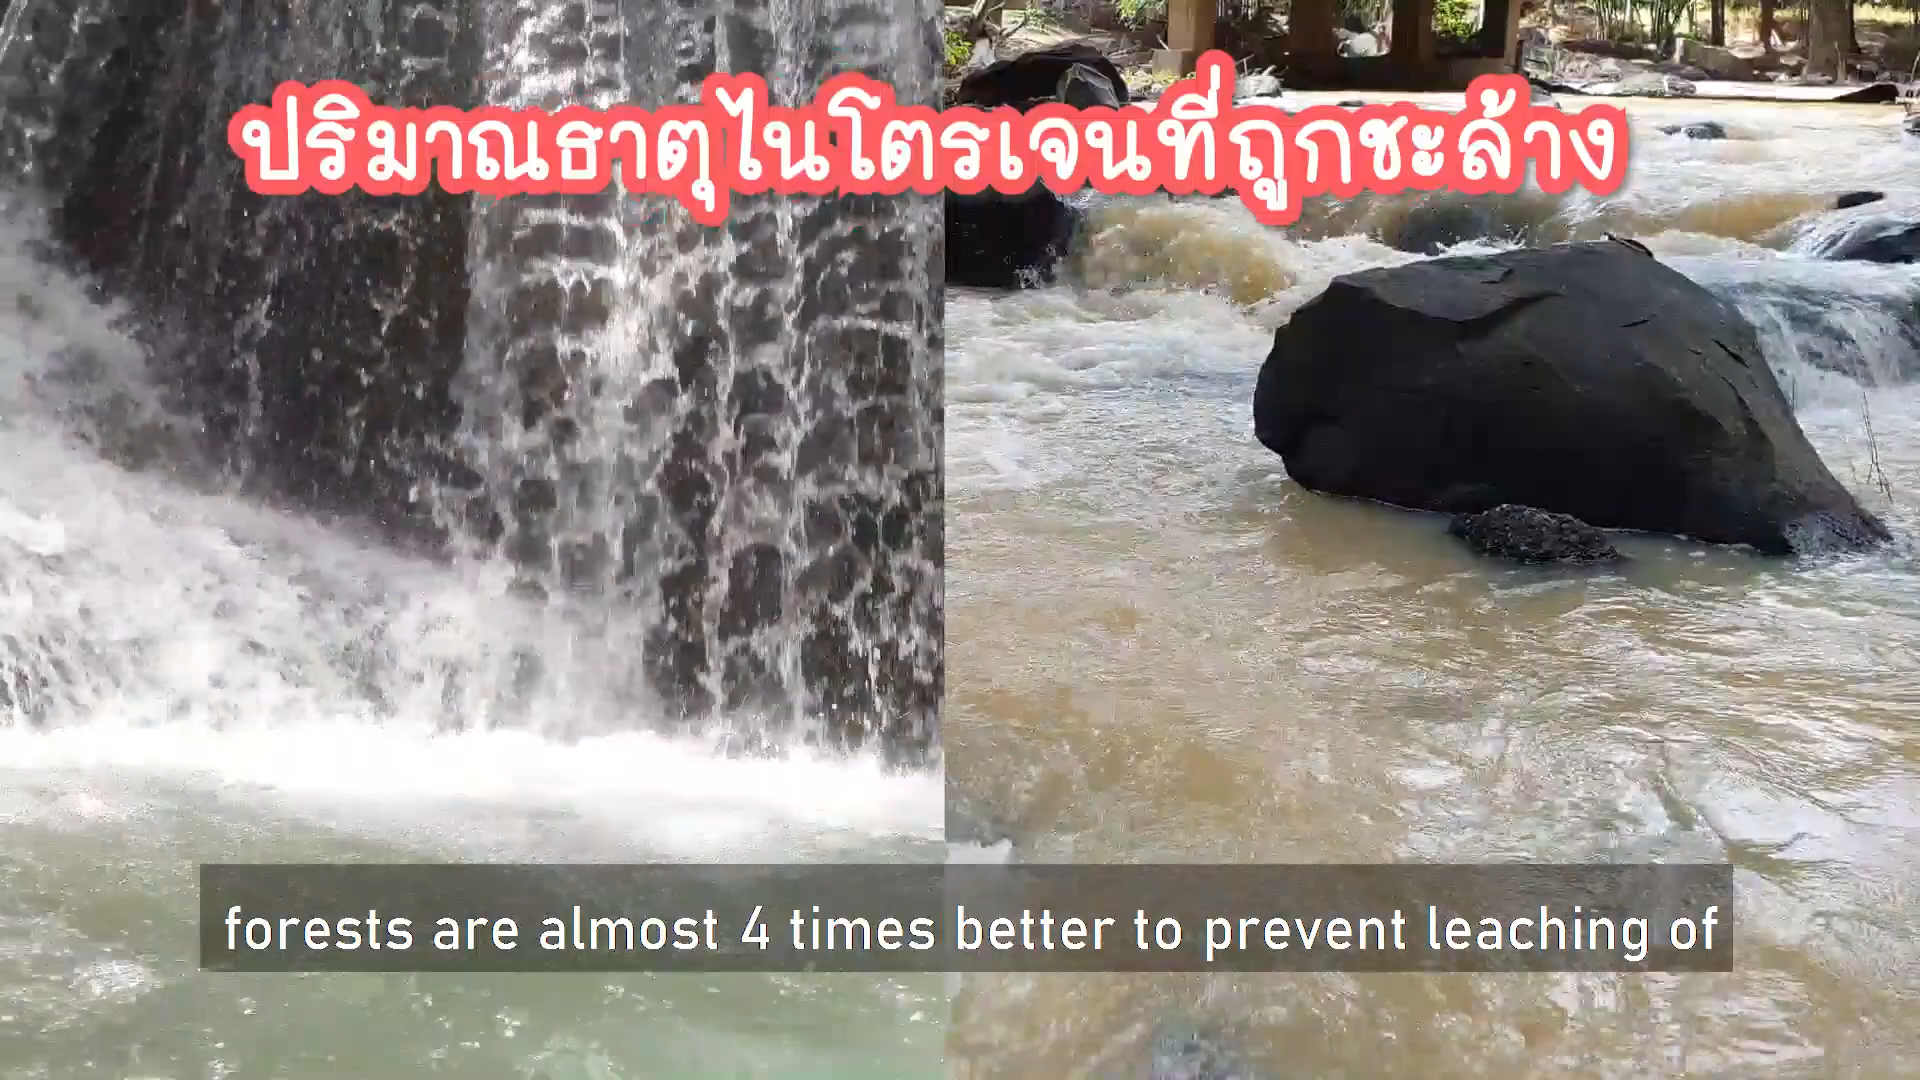 ปริมาณธาตุไนโตรเจนที่ถูกชะล้าง
forests are almost 4 times better to prevent leaching of